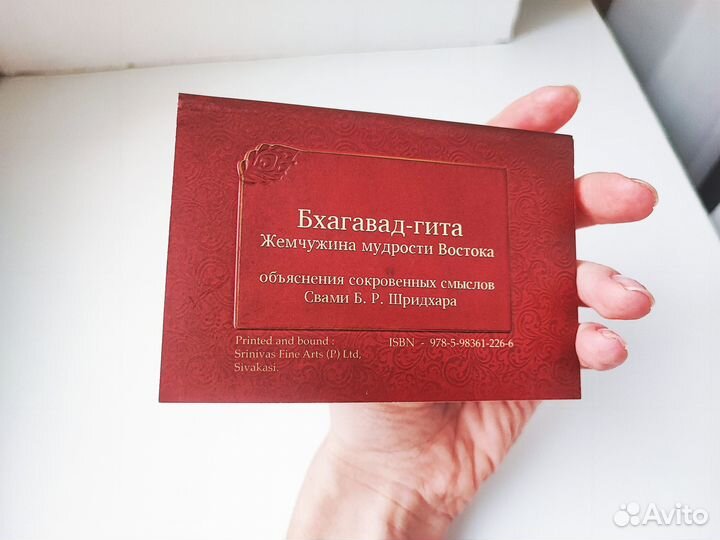 Бхагавад-гита
Жемчужина мудрости Востока
объяснения сокровенных смыслов
Свами Б. Р. Шридхара
Printed and bound :
Srinivas Fine Arts (P) Ltd,
Sivakasi.
ISBN - 978-5-98361-226-6
Avito